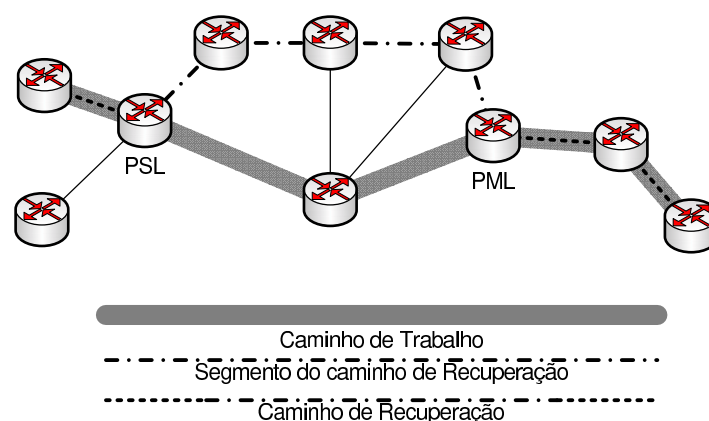 PSL
PML
Caminho de Trabalho
Segmento do caminho de Recuperação
Caminho de Recuperação